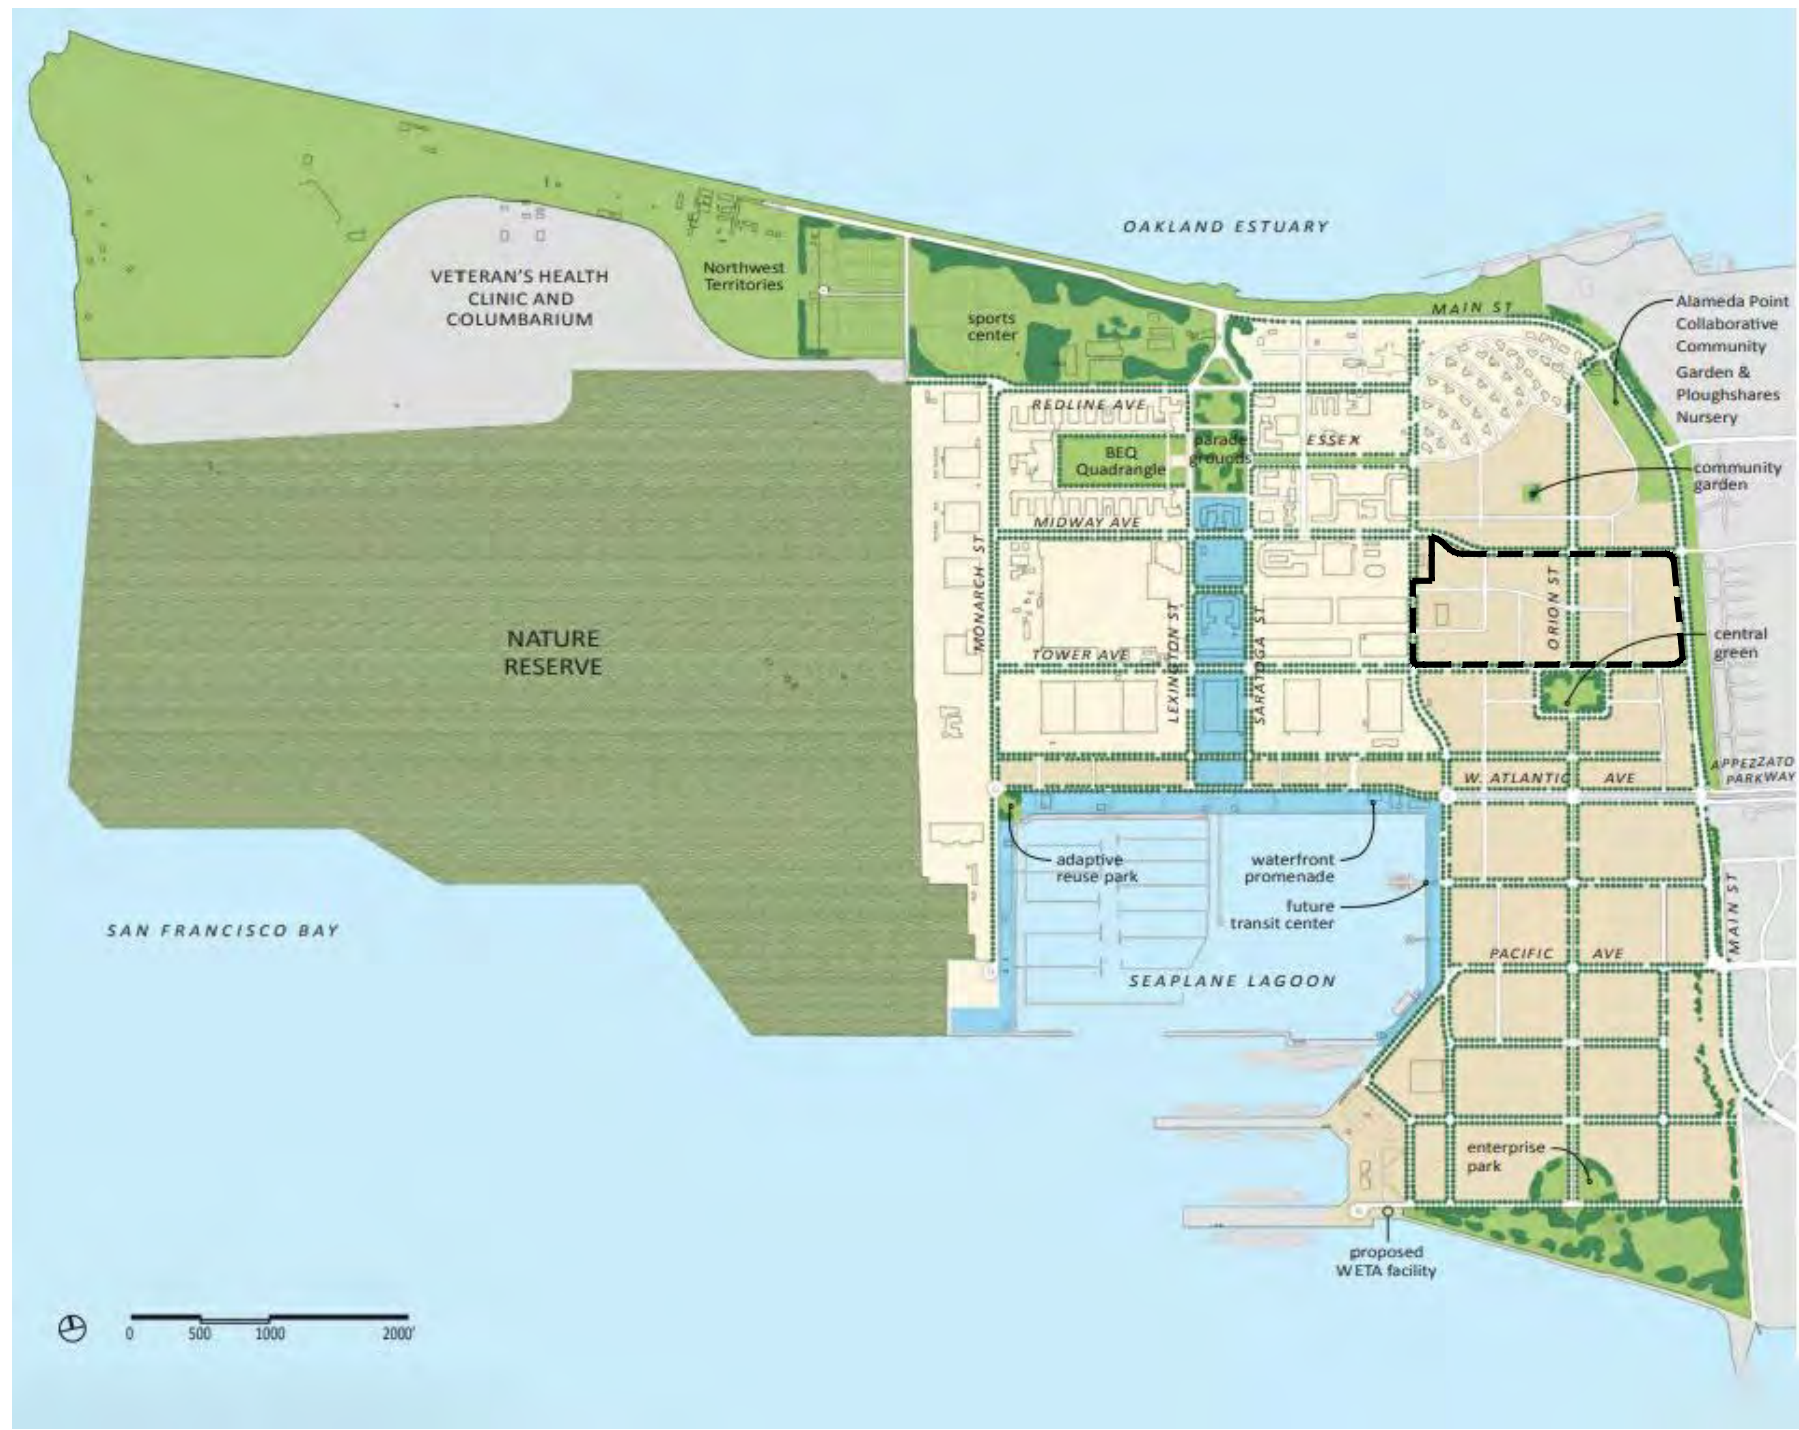 OAKLAND ESTUARY
VETERAN'S HEALTH
CLINIC AND
COLUMBARIUM
Northwest
Territories
sports
center
MAIN ST
Alameda Point
Collaborative
Community
Garden &
Ploughshares
Nursery
REDLINE AVE
BEQ
Quadrangle
parade
grounds
ESSEX
community
garden
MIDWAY AVE
MONARCH ST
NATURE
RESERVE
LEXINGTON ST
SARATOGA ST
ORION ST
TOWER AVE
central
green
W. ATLANTIC AVE
APPEZZATO
PARKWAY
adaptive
reuse park
waterfront
promenade
future
transit center
MAIN ST
SAN FRANCISCO BAY
PACIFIC AVE
SEAPLANE LAGOON
enterprise
park
proposed
WETA facility
0 500 1000 2000'